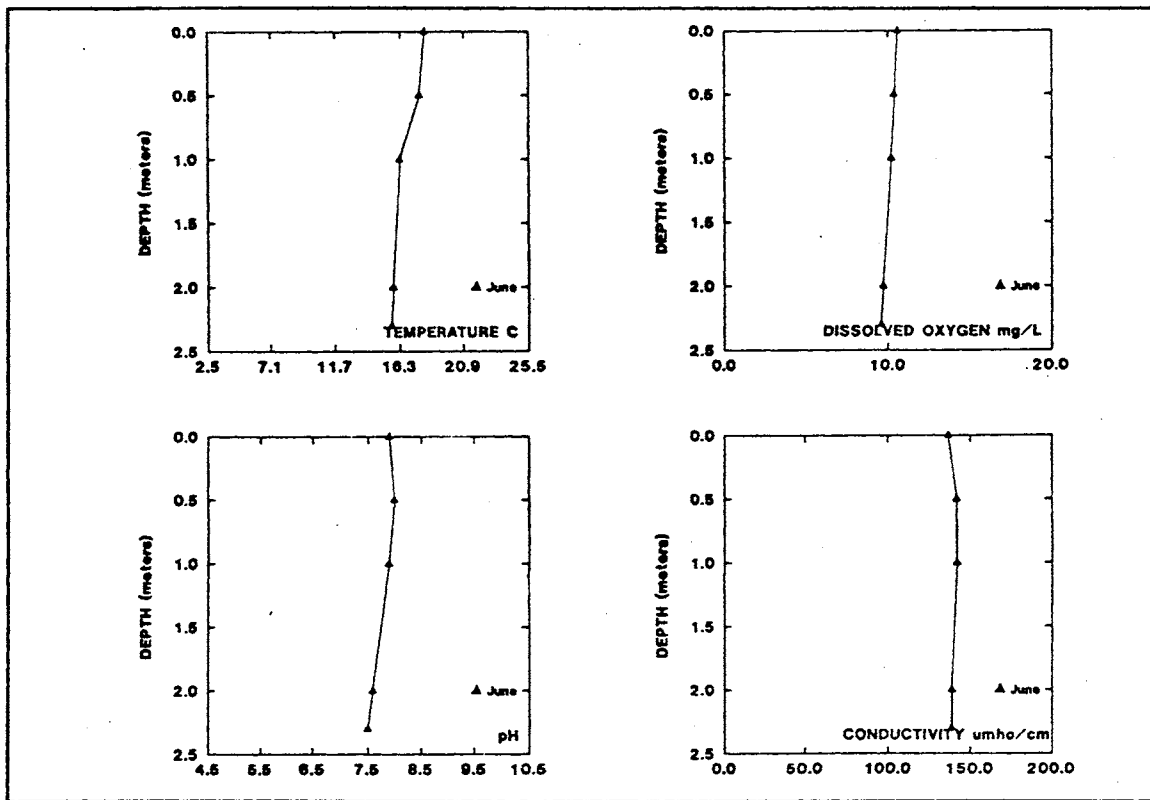 0.0
0.5
1.0
1.5
2.0
2.5
DEPTH (meters)
▲ June
TEMPERATURE C
2.5 7.1 11.7 16.3 20.9 25.5
0.0
0.5
1.0
1.5
2.0
2.5
DEPTH (meters)
▲ June
DISSOLVED OXYGEN mg/L
0.0 10.0 20.0
0.0
0.5
1.0
1.5
2.0
2.5
DEPTH (meters)
▲ June
pH
4.5 5.5 6.5 7.5 8.5 9.5 10.5
0.0
0.5
1.0
1.5
2.0
2.5
DEPTH (meters)
▲ June
CONDUCTIVITY umho/cm
0.0 50.0 100.0 150.0 200.0